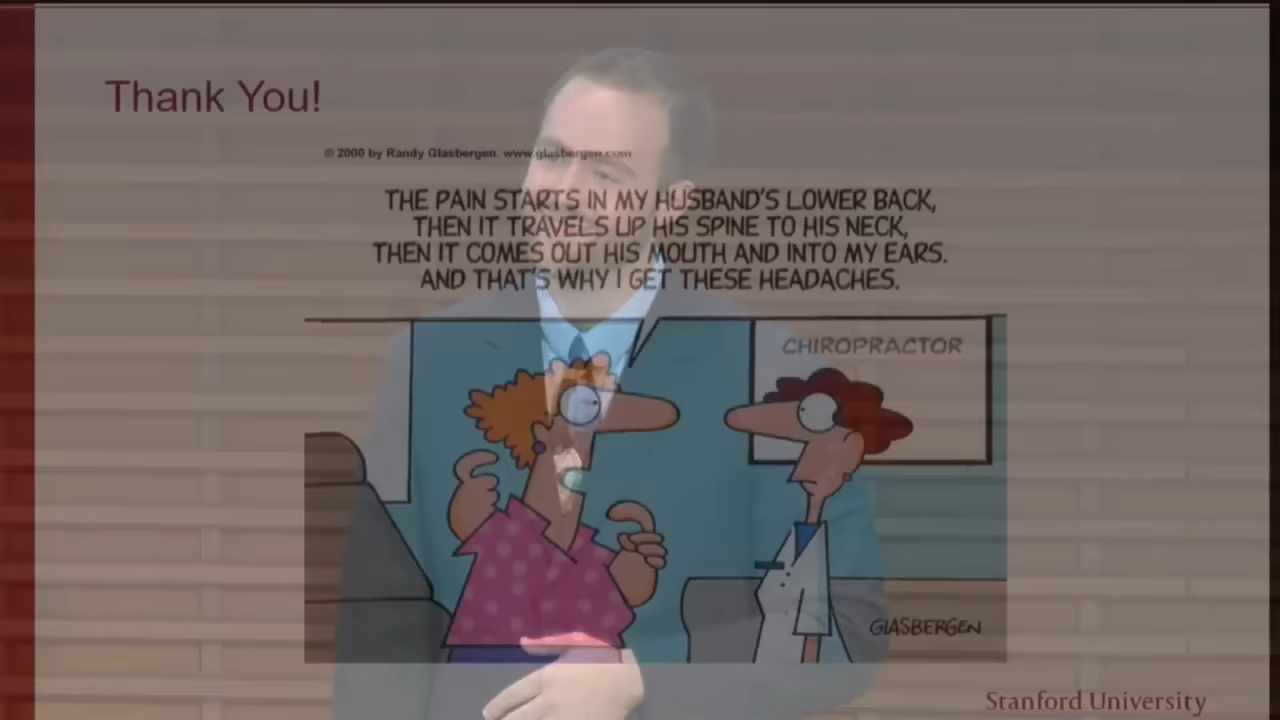 Thank You!
© 2000 by Randy Glasbergen. www.glasbergen.com
THE PAIN STARTS IN MY HUSBAND'S LOWER BACK,
THEN IT TRAVELS UP HIS SPINE TO HIS NECK,
THEN IT COMES OUT HIS MOUTH AND INTO MY EARS.
AND THAT'S WHY I GET THESE HEADACHES.
CHIROPRACTOR
GLASBERGEN
Stanford University